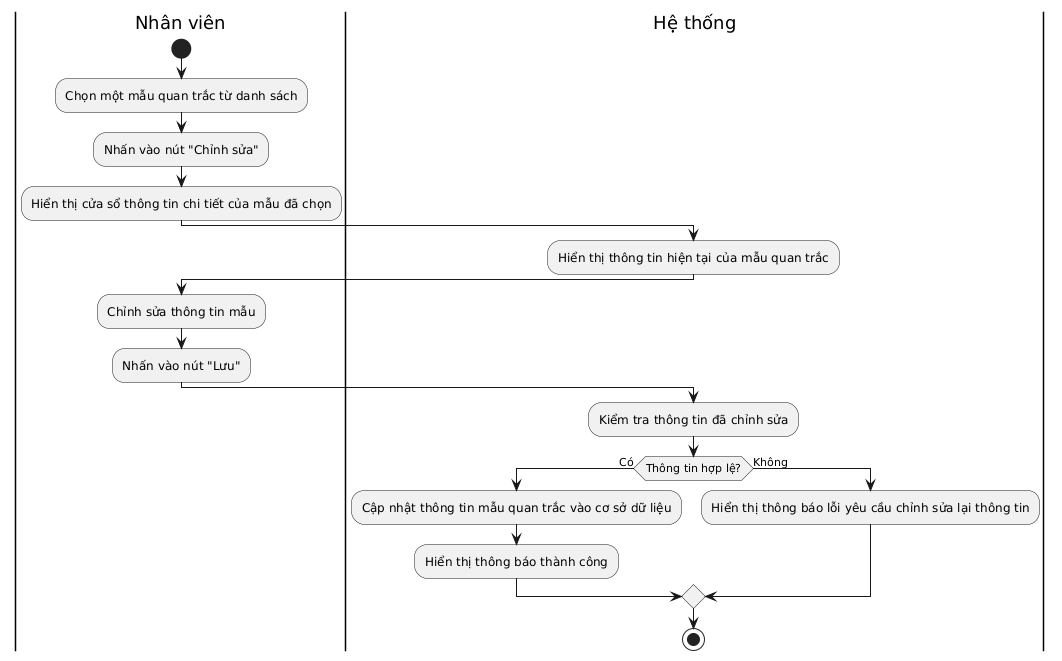 Nhân viên
Hệ thống
Chọn một mẫu quan trắc từ danh sách
Nhấn vào nút "Chỉnh sửa"
Hiển thị cửa sổ thông tin chi tiết của mẫu đã chọn
Hiển thị thông tin hiện tại của mẫu quan trắc
Chỉnh sửa thông tin mẫu
Nhấn vào nút "Lưu"
Kiểm tra thông tin đã chỉnh sửa
Có
Thông tin hợp lệ?
Không
Cập nhật thông tin mẫu quan trắc vào cơ sở dữ liệu
Hiển thị thông báo lỗi yêu cầu chỉnh sửa lại thông tin
Hiển thị thông báo thành công